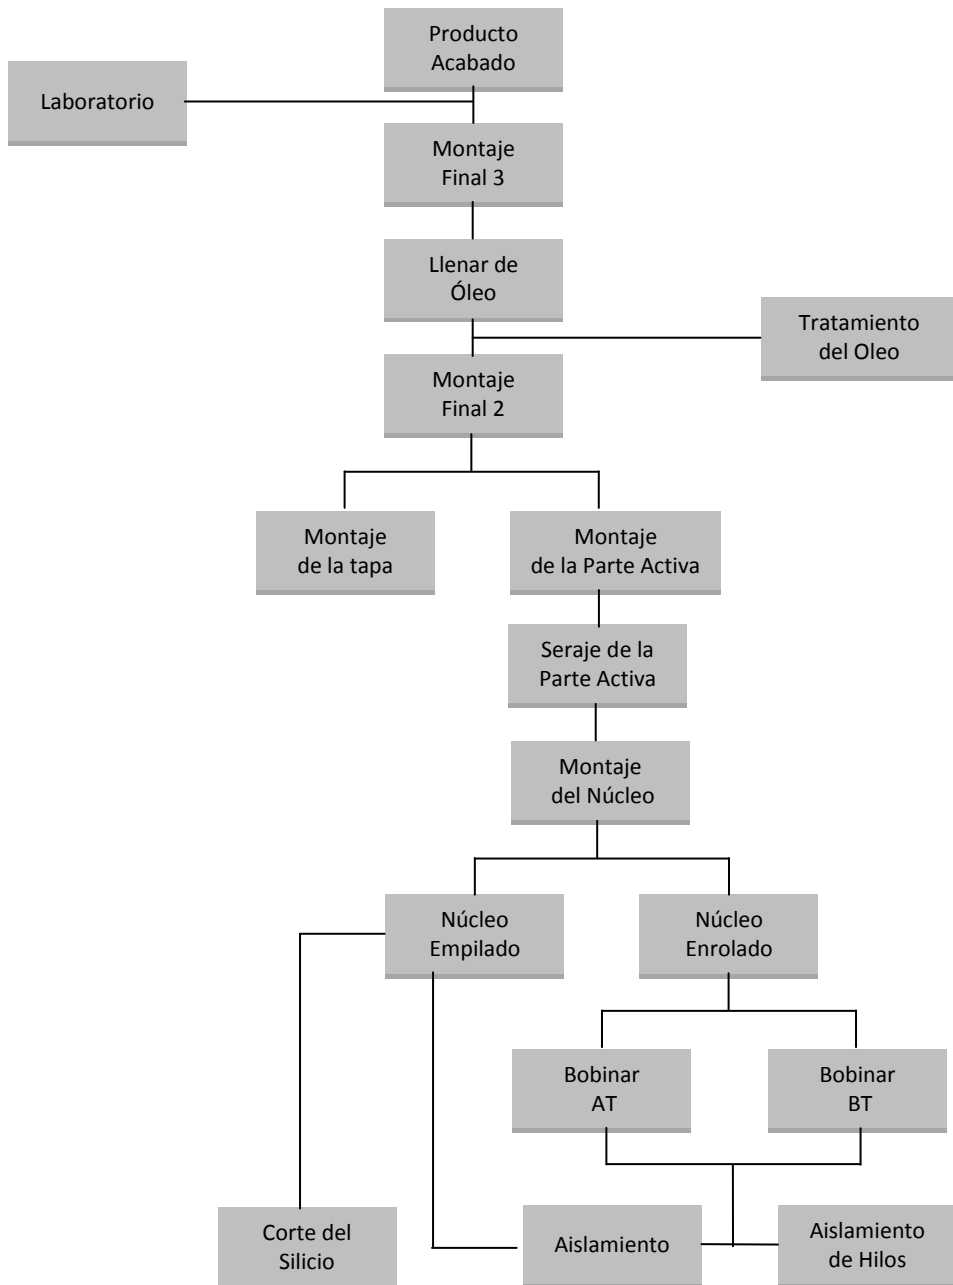 Producto
Acabado
Laboratorio
Montaje
Final 3
Llenar de
Óleo
Tratamiento
del Oleo
Montaje
Final 2
Montaje
de la tapa
Montaje
de la Parte Activa
Seraje de la
Parte Activa
Montaje
del Núcleo
Núcleo
Empilado
Núcleo
Enrolado
Bobinar
AT
Bobinar
BT
Corte del
Silicio
Aislamiento
Aislamiento
de Hilos